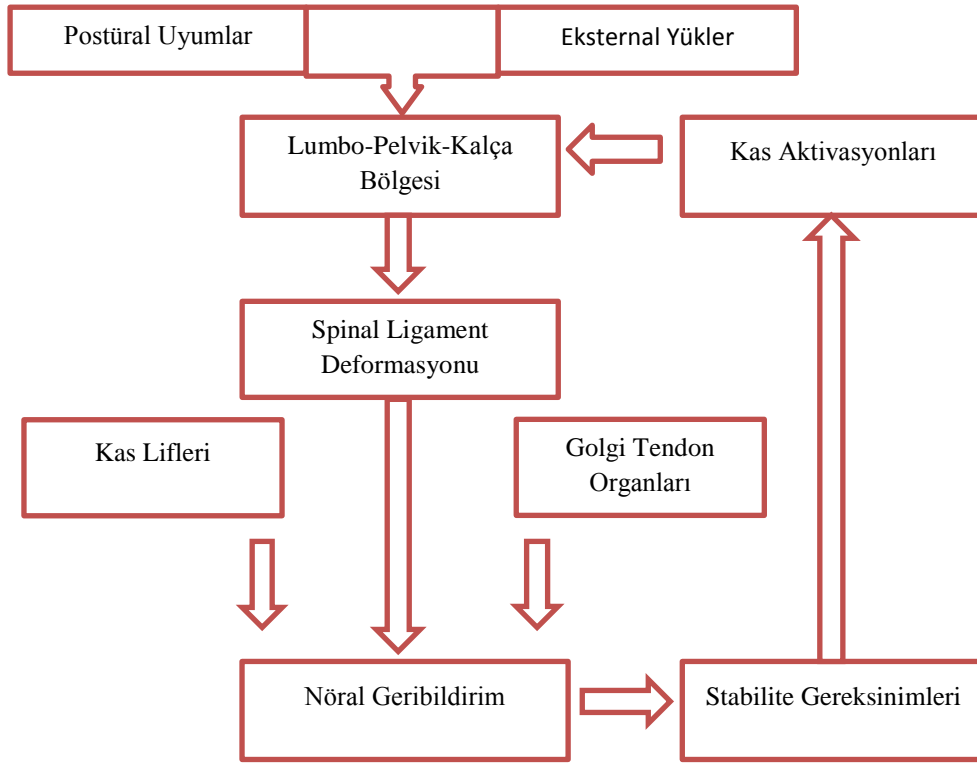 Postüral Uyumlar
Eksternal Yükler
Lumbo-Pelvik-Kalça
Bölgesi
Kas Aktivasyonları
Spinal Ligament
Deformasyonu
Kas Lifleri
Golgi Tendon
Organları
Nöral Geribildirim
Stabilite Gereksinimleri